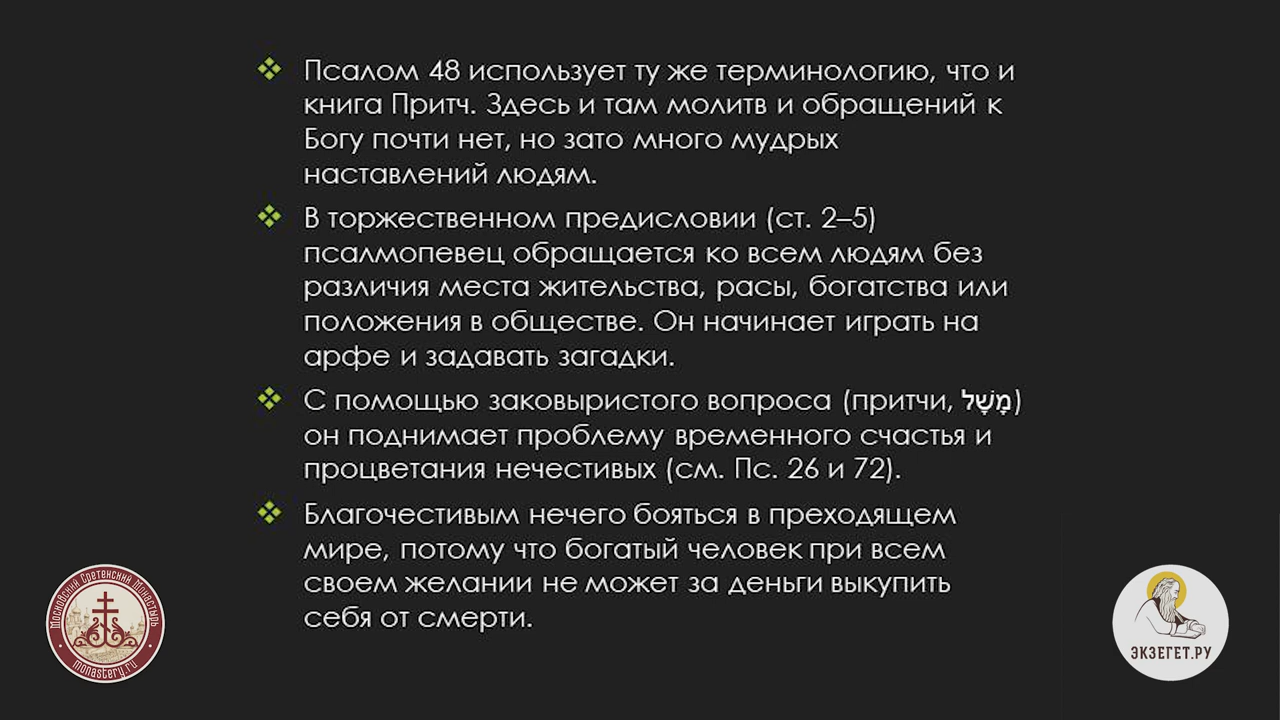 Псалом 48 использует ту же терминологию, что и
книга Притч. Здесь и там молитв и обращений к
Богу почти нет, но зато много мудрых
наставлений людям.
В торжественном предисловии (ст. 2–5)
псалмопевец обращается ко всем людям без
различия места жительства, расы, богатства или
положения в обществе. Он начинает играть на
арфе и задавать загадки.
С помощью заковыристого вопроса (притчи, מָשָׁל)
он поднимает проблему временного счастья и
процветания нечестивых (см. Пс. 26 и 72).
Благочестивым нечего бояться в преходящем
мире, потому что богатый человек при всем
своем желании не может за деньги выкупить
себя от смерти.
Московский Сретенский Монастырь
monastery.ru
ЭКЗЕГЕТ.РУ